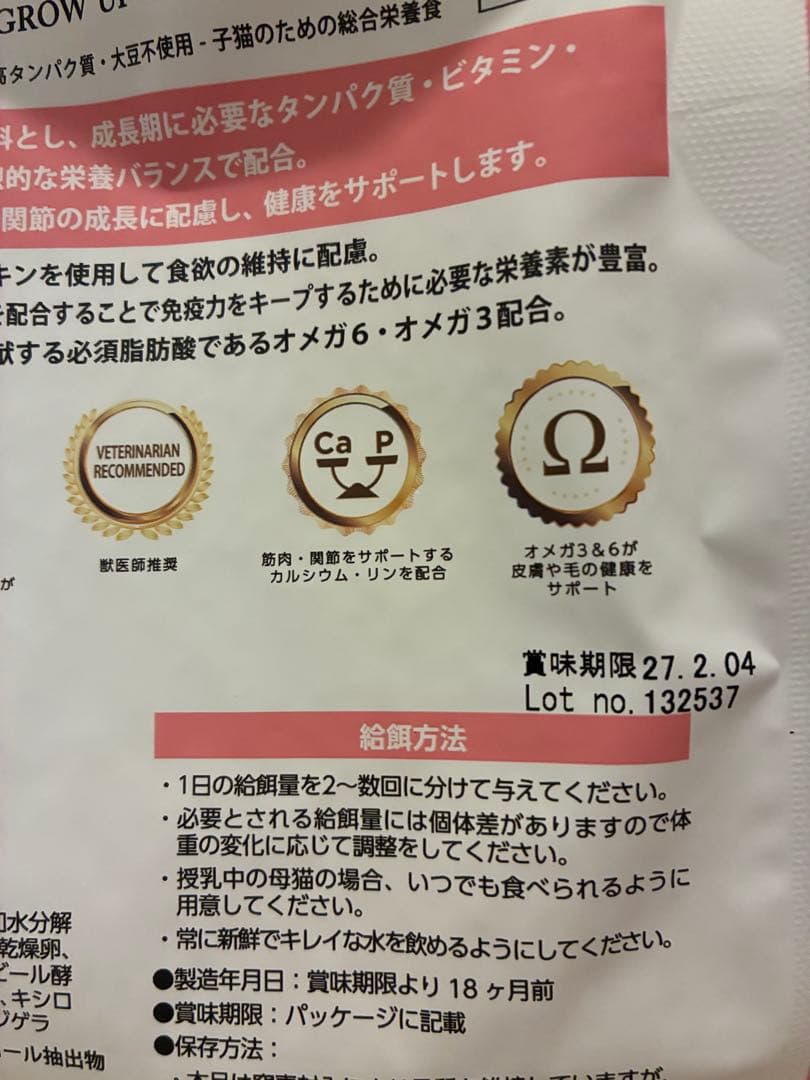 GROW UP
高タンパク質・大豆不使用 - 子猫のための総合栄養食
料とし、成長期に必要なタンパク質・ビタミン・
的な栄養バランスで配合。
関節の成長に配慮し、健康をサポートします。
キンを使用して食欲の維持に配慮。
を配合することで免疫力をキープするために必要な栄養素が豊富。
献する必須脂肪酸であるオメガ6・オメガ3配合。
VETERINARIAN
RECOMMENDED
獣医師推奨
Ca P
筋肉・関節をサポートする
カルシウム・リンを配合
Ω
オメガ3&6が
皮膚や毛の健康を
サポート
が
賞味期限 27.2.04
Lot no. 132537
給餌方法
・1日の給餌量を2〜数回に分けて与えてください。
・必要とされる給餌量には個体差がありますので体
重の変化に応じて調整をしてください。
・授乳中の母猫の場合、いつでも食べられるように
用意してください。
・常に新鮮でキレイな水を飲めるようにしてください。
●製造年月日：賞味期限より 18 ヶ月前
●賞味期限：パッケージに記載
●保存方法：
加水分解
乾燥卵、
ビール酵
、キシロ
ジゲラ
ール抽出物